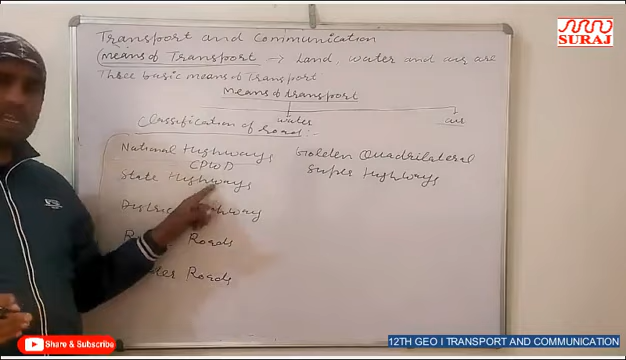 Transport and Communication
Means of Transport → Land, water and air are
Three basic means of Transport
Means of transport
water
air
Classification of road:-
National Highways
CPWD
State Highways
Golden Quadrilateral
Super Highways
Roads
Roads
SURAJ
Share & Subscribe
12TH GEO I TRANSPORT AND COMMUNICATION